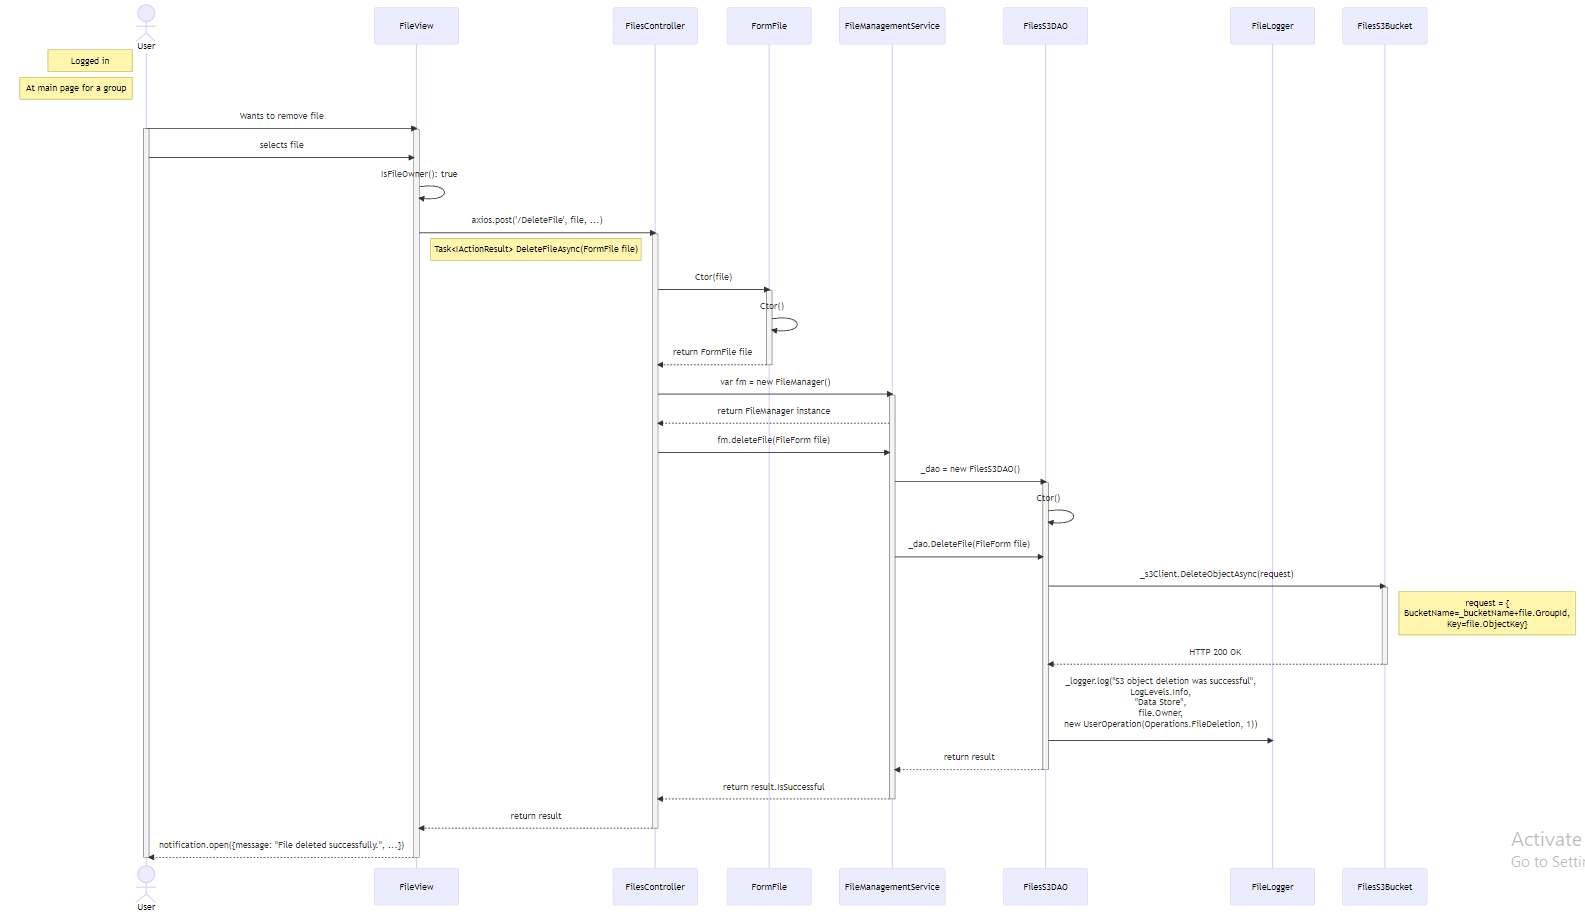 FileView
FilesController
FormFile
FileManagementService
FilesS3DAO
FileLogger
FilesS3Bucket
User
Logged in
At main page for a group
Wants to remove file
selects file
IsFileOwner(): true
axios.post('/DeleteFile', file, ...)
Task<IActionResult> DeleteFileAsync(FormFile file)
Ctor(file)
Ctor()
return FormFile file
var fm = new FileManager()
return FileManager instance
fm.deleteFile(FileForm file)
_dao = new FilesS3DAO()
Ctor()
_dao.DeleteFile(FileForm file)
_s3Client.DeleteObjectAsync(request)
request = {
BucketName=_bucketName+file.GroupId,
Key=file.ObjectKey}
HTTP 200 OK
_logger.log("S3 object deletion was successful",
LogLevels.Info,
"Data Store",
file.Owner,
new UserOperation(Operations.FileDeletion, 1))
return result
return result.IsSuccessful
return result
notification.open({message: "File deleted successfully.", ...})
Activate
Go to Setti
FileView
FilesController
FormFile
FileManagementService
FilesS3DAO
FileLogger
FilesS3Bucket
User